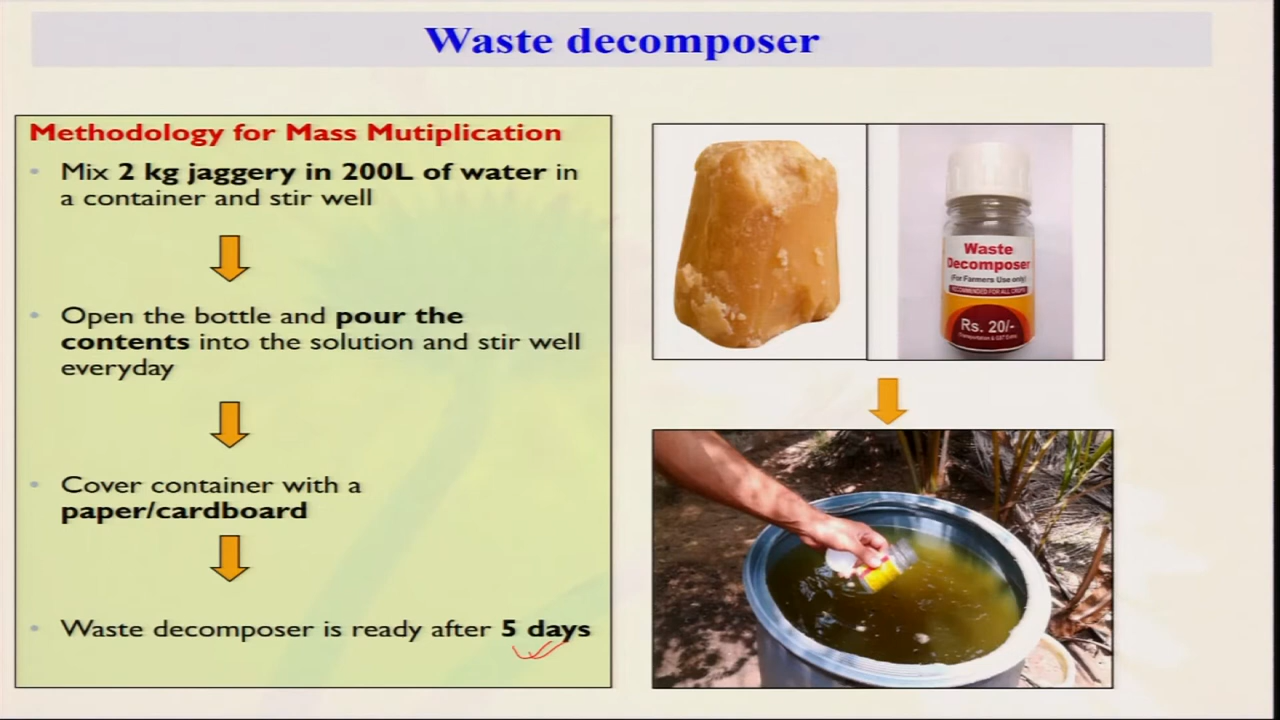 Waste decomposer
Methodology for Mass Mutiplication
Mix 2 kg jaggery in 200L of water in
a container and stir well
Open the bottle and pour the
contents into the solution and stir well
everyday
Cover container with a
paper/cardboard
Waste decomposer is ready after 5 days
Waste
Decomposer
(For Farmers Use only)
RECOMMENDED FOR ALL CROPS
Rs. 20/-
Transportation & GST Extra